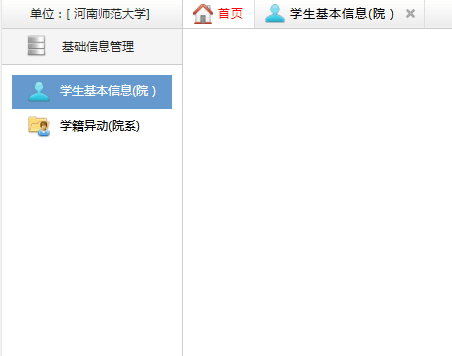 单位：[ 河南师范大学]
首页
学生基本信息(院 )
基础信息管理
学生基本信息(院 )
学籍异动(院系)